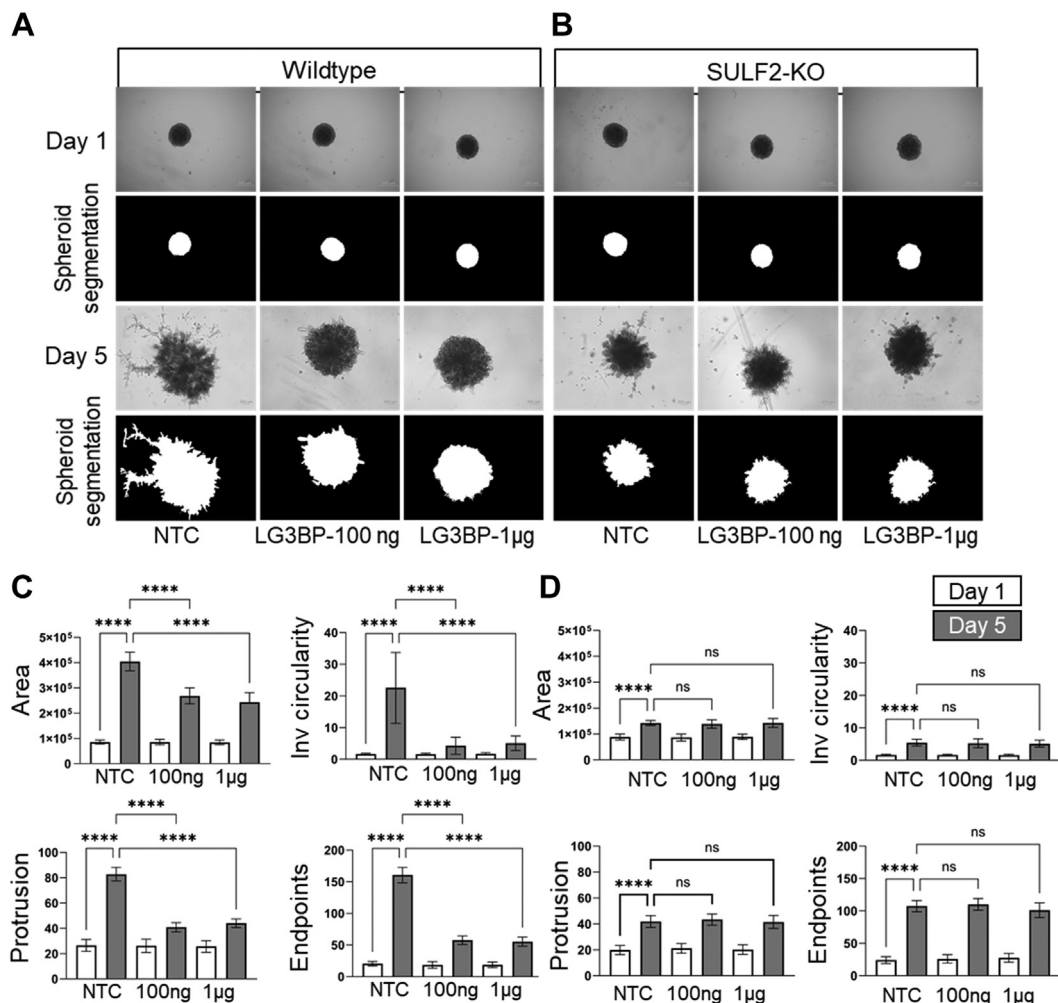 A
B
Wildtype
SULF2-KO
Day 1
Spheroid
segmentation
Day 5
Spheroid
segmentation
NTC
LG3BP-100 ng
LG3BP-1µg
NTC
LG3BP-100 ng
LG3BP-1µg
C
Area
5×10⁵
4×10⁵
3×10⁵
2×10⁵
1×10⁵
0
****
****
****
NTC
100ng
1µg
Inv circularity
40
30
20
10
0
****
****
****
NTC
100ng
1µg
Protrusion
100
80
60
40
20
0
****
****
****
NTC
100ng
1µg
Endpoints
200
150
100
50
0
****
****
****
NTC
100ng
1µg
D
Day 1
Day 5
Area
5×10⁵
4×10⁵
3×10⁵
2×10⁵
1×10⁵
0
****
ns
ns
NTC
100ng
1µg
Inv circularity
40
30
20
10
0
****
ns
ns
NTC
100ng
1µg
Protrusion
100
80
60
40
20
0
****
ns
ns
NTC
100ng
1µg
Endpoints
200
150
100
50
0
****
ns
ns
NTC
100ng
1µg